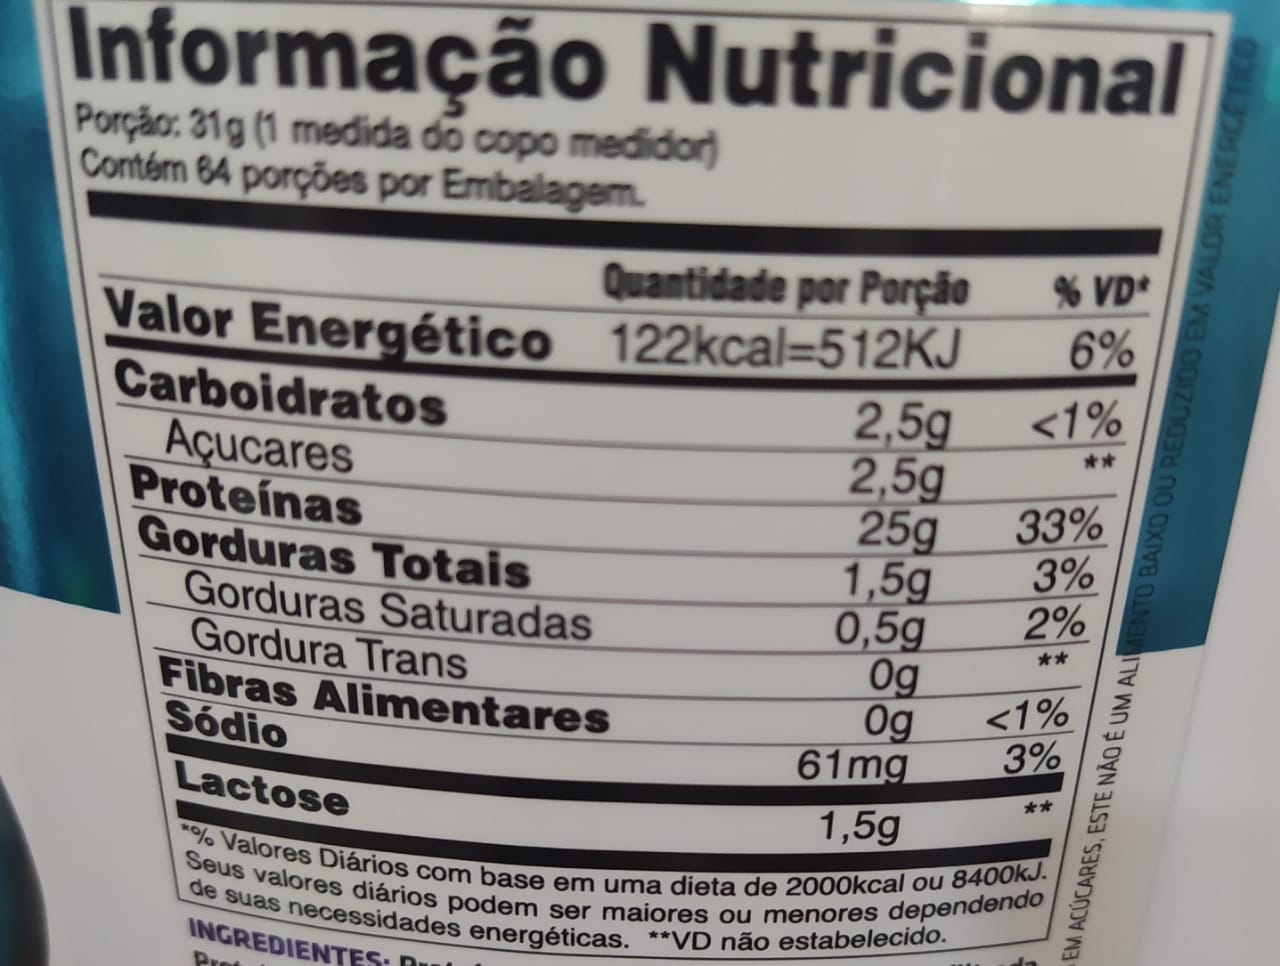 Informação Nutricional
Porção: 31g (1 medida do copo medidor)
Contém 64 porções por Embalagem.
Quantidade por Porção % VD*
Valor Energético 122kcal=512KJ 6%
Carboidratos 2,5g <1%
Açucares 2,5g **
Proteínas 25g 33%
Gorduras Totais 1,5g 3%
Gorduras Saturadas 0,5g 2%
Gordura Trans 0g **
Fibras Alimentares 0g <1%
Sódio 61mg 3%
Lactose 1,5g **
*% Valores Diários com base em uma dieta de 2000kcal ou 8400kJ.
Seus valores diários podem ser maiores ou menores dependendo
de suas necessidades energéticas. **VD não estabelecido.
INGREDIENTES:
EM ACÚCARES, ESTE NÃO É UM ALIMENTO BAIXO OU REDUZIDO EM VALOR ENERGÉTICO